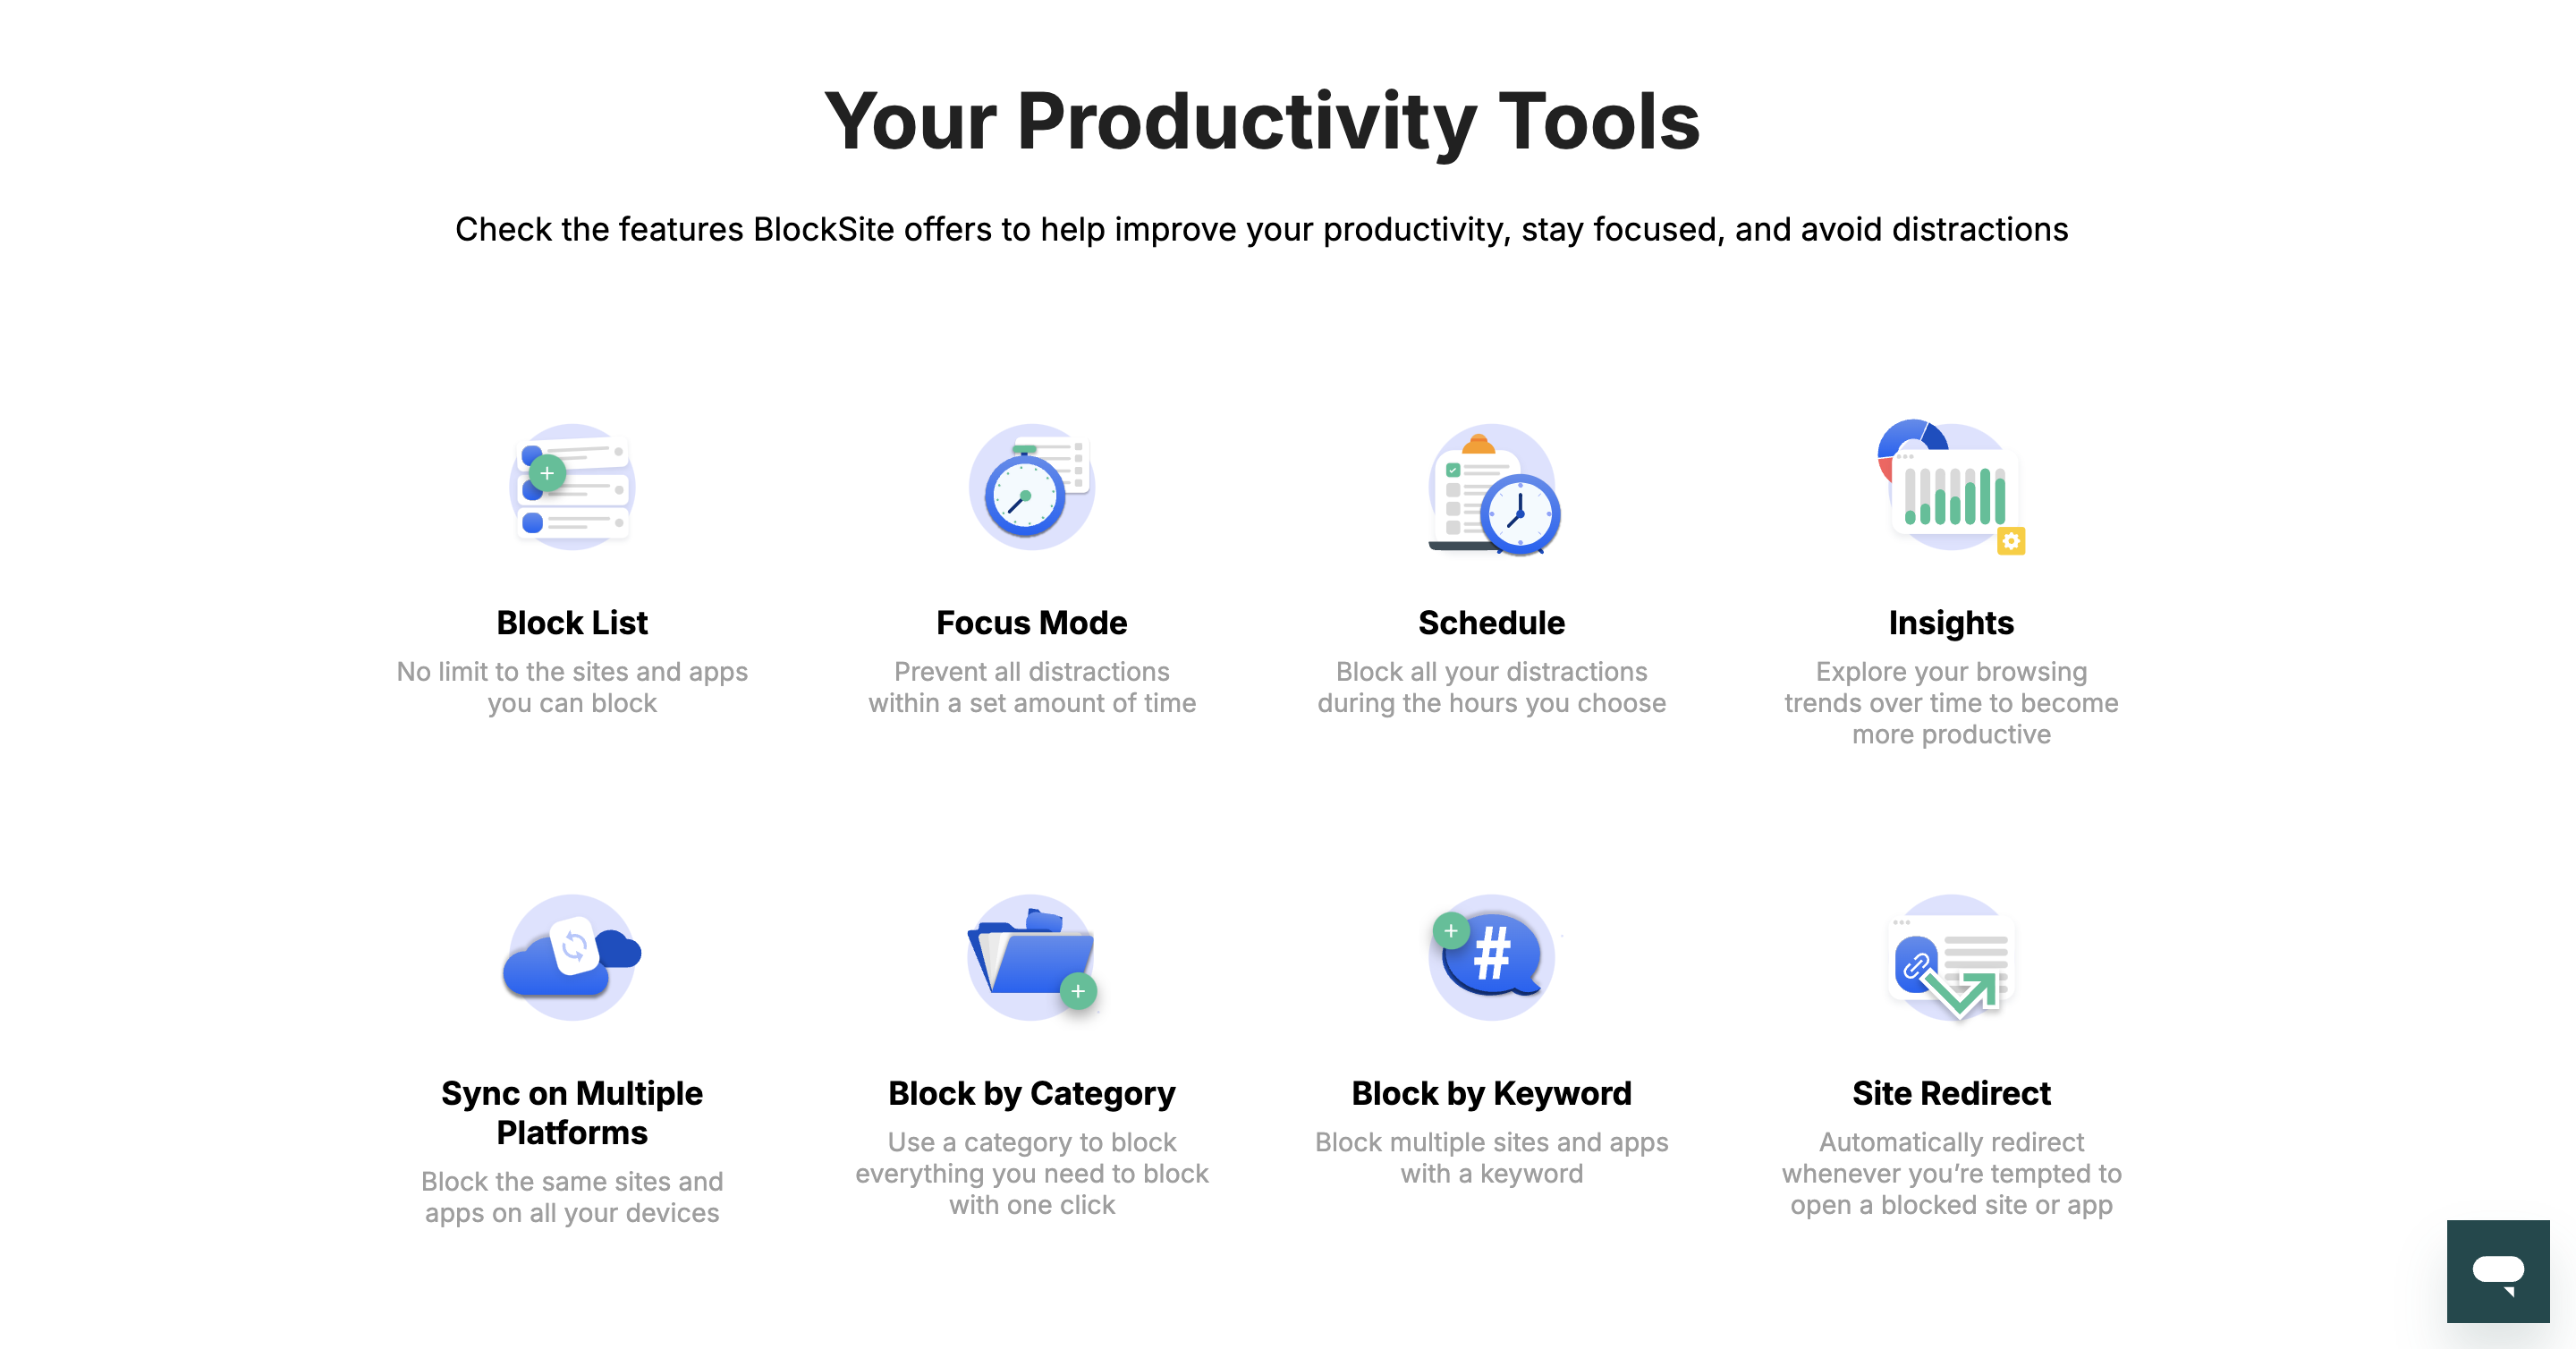 Your Productivity Tools
Check the features BlockSite offers to help improve your productivity, stay focused, and avoid distractions
Block List
No limit to the sites and apps
you can block
Focus Mode
Prevent all distractions
within a set amount of time
Schedule
Block all your distractions
during the hours you choose
Insights
Explore your browsing
trends over time to become
more productive
Sync on Multiple
Platforms
Block the same sites and
apps on all your devices
Block by Category
Use a category to block
everything you need to block
with one click
#
Block by Keyword
Block multiple sites and apps
with a keyword
Site Redirect
Automatically redirect
whenever you’re tempted to
open a blocked site or app